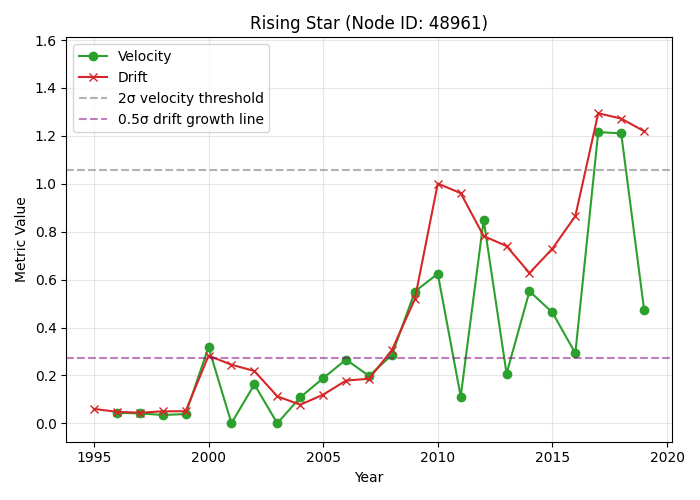 Rising Star (Node ID: 48961)
Velocity
Drift
2σ velocity threshold
0.5σ drift growth line
Metric Value
1.6
1.4
1.2
1.0
0.8
0.6
0.4
0.2
0.0
1995 2000 2005 2010 2015 2020
Year